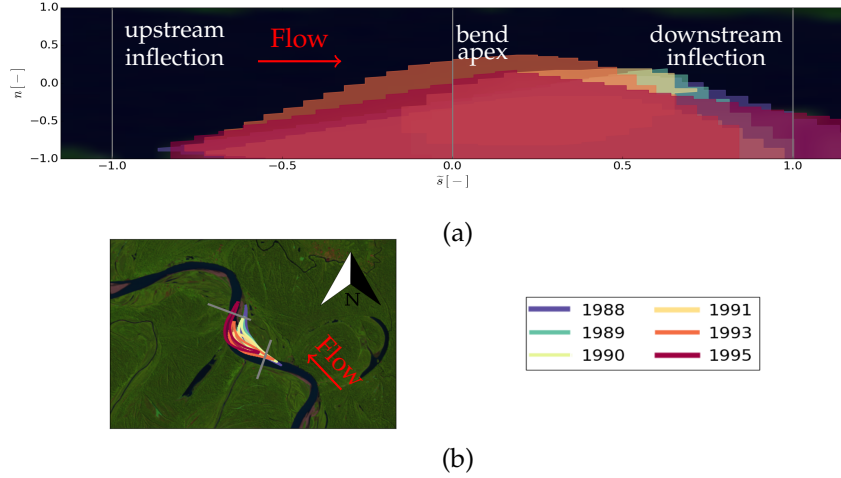 1.0
0.5
0.0
−0.5
−1.0
n [−]
upstream
inflection
Flow
bend
apex
downstream
inflection
−1.0
−0.5
0.0
0.5
1.0
s̃ [−]
(a)
N
Flow
1988
1989
1990
1991
1993
1995
(b)